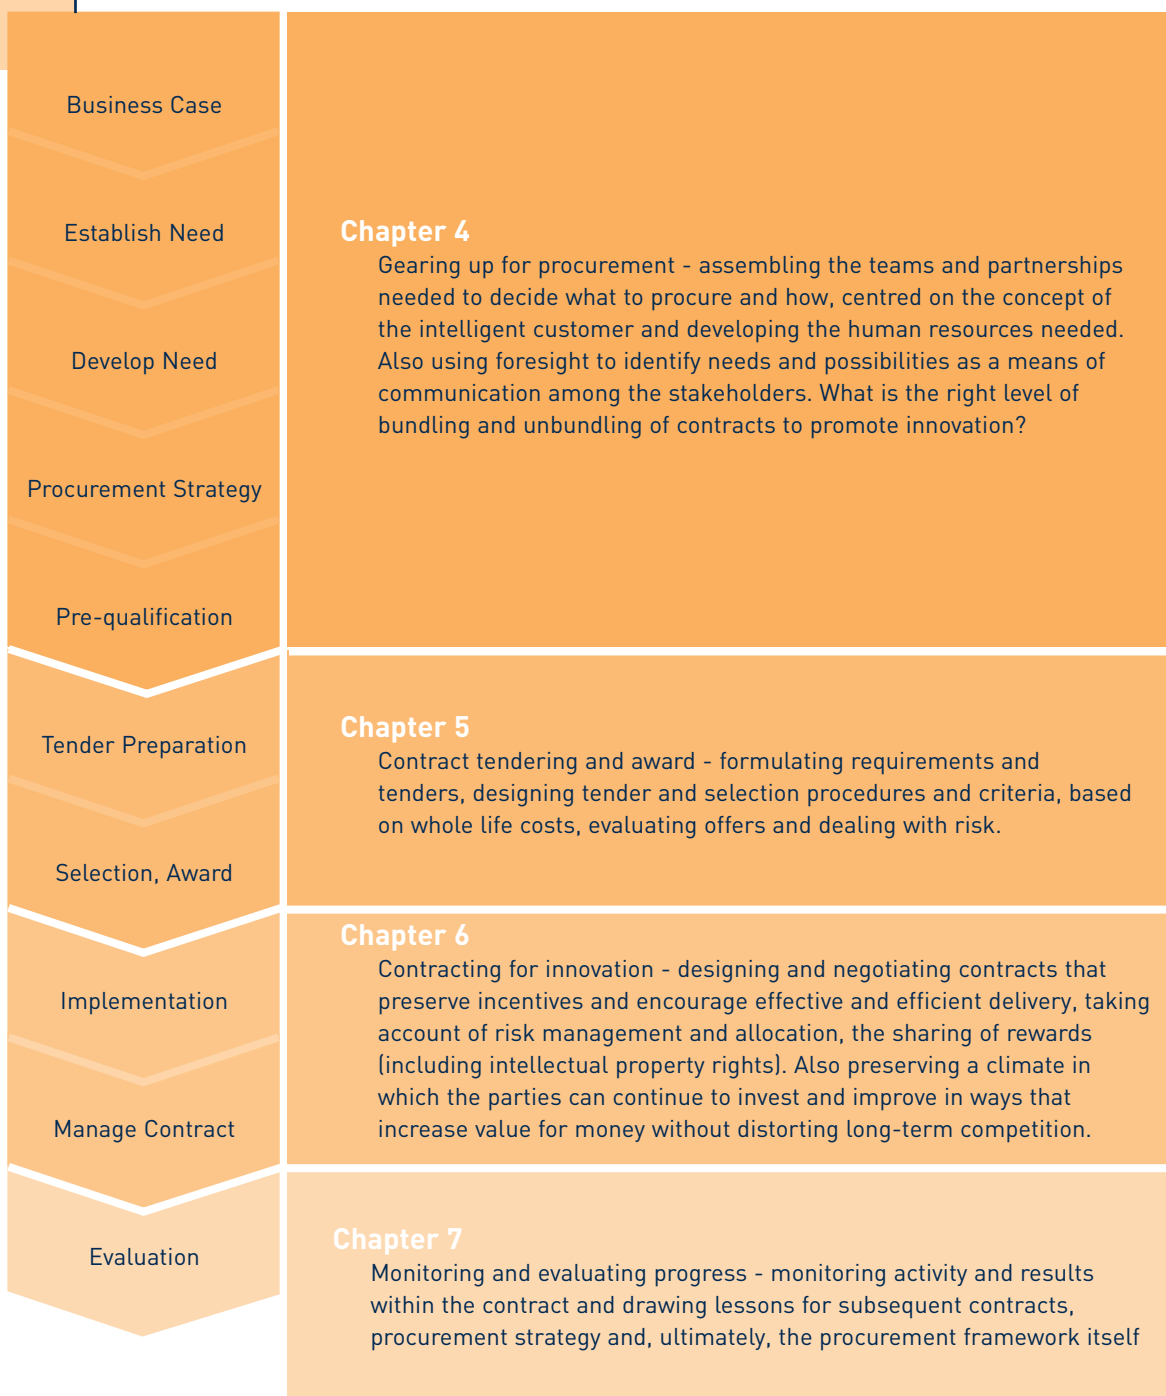 Business Case
Establish Need
Develop Need
Procurement Strategy
Pre-qualification
Chapter 4
Gearing up for procurement - assembling the teams and partnerships
needed to decide what to procure and how, centred on the concept of
the intelligent customer and developing the human resources needed.
Also using foresight to identify needs and possibilities as a means of
communication among the stakeholders. What is the right level of
bundling and unbundling of contracts to promote innovation?
Tender Preparation
Selection, Award
Chapter 5
Contract tendering and award - formulating requirements and
tenders, designing tender and selection procedures and criteria, based
on whole life costs, evaluating offers and dealing with risk.
Implementation
Manage Contract
Chapter 6
Contracting for innovation - designing and negotiating contracts that
preserve incentives and encourage effective and efficient delivery, taking
account of risk management and allocation, the sharing of rewards
(including intellectual property rights). Also preserving a climate in
which the parties can continue to invest and improve in ways that
increase value for money without distorting long-term competition.
Evaluation
Chapter 7
Monitoring and evaluating progress - monitoring activity and results
within the contract and drawing lessons for subsequent contracts,
procurement strategy and, ultimately, the procurement framework itself